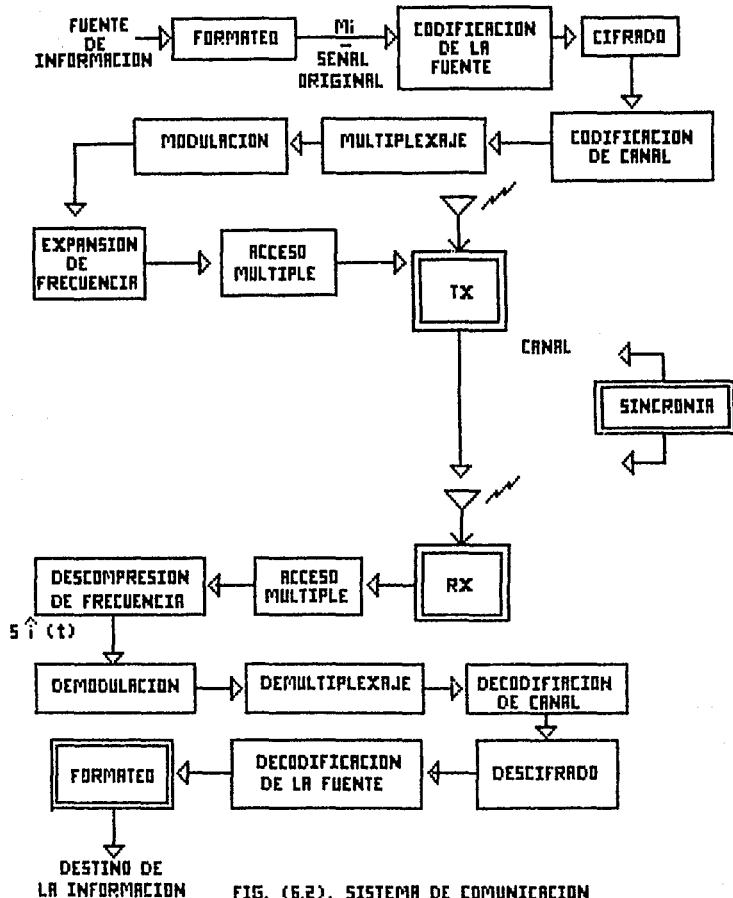 FUENTE
DE
INFORMACION
FORMATEO
Mi
SEÑAL
ORIGINAL
CODIFICACION
DE LA
FUENTE
CIFRADO
MODULACION
MULTIPLEXAJE
CODIFICACION
DE CANAL
EXPANSION
DE
FRECUENCIA
ACCESO
MULTIPLE
TX
CANAL
SINCRONIA
DESCOMPRESION
DE FRECUENCIA
ACCESO
MULTIPLE
RX
S î (t)
DEMODULACION
DEMULTIPLEXAJE
DECODIFIACION
DE CANAL
FORMATEO
DECODIFICACION
DE LA FUENTE
DESCIFRADO
DESTINO DE
LA INFORMACION
FIG. (6.2). SISTEMA DE COMUNICACION